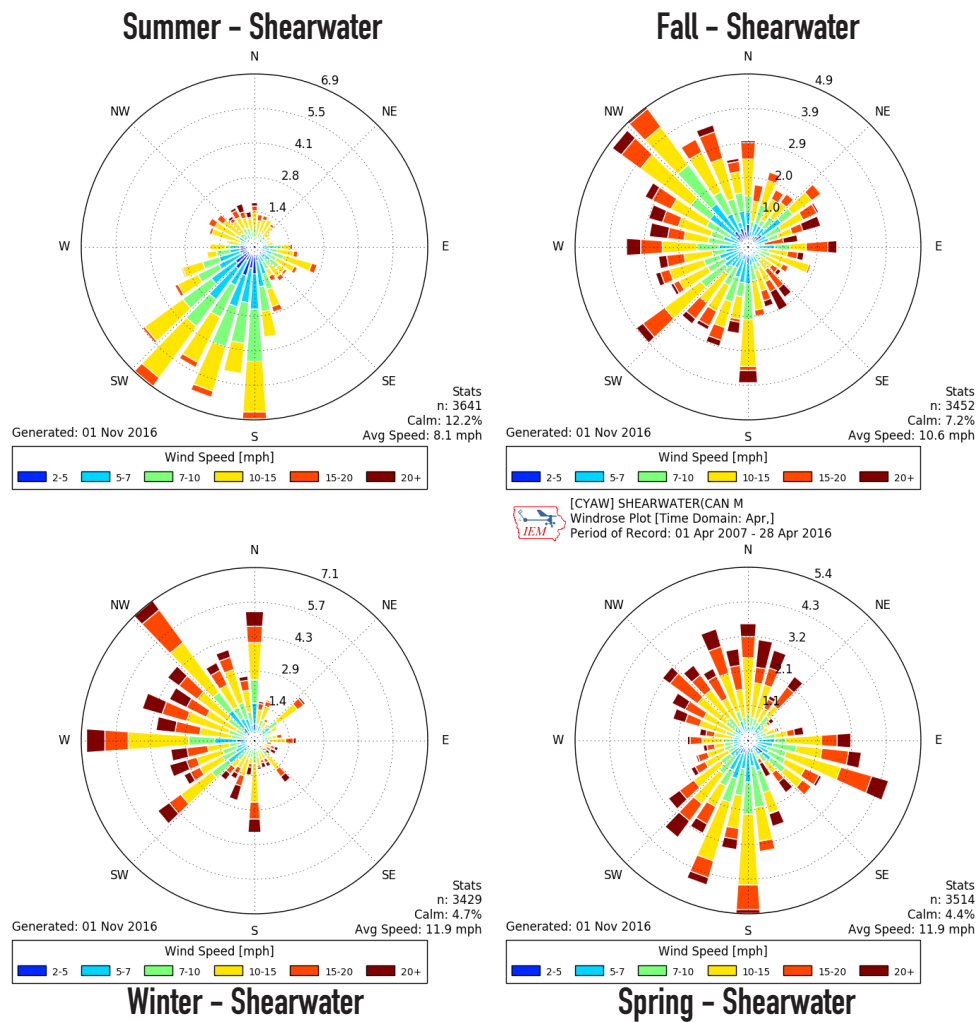 Summer – Shearwater
N
6.9
NW
NE
5.5
4.1
2.8
1.4
W
E
SW
SE
Stats
n: 3641
Calm: 12.2%
Generated: 01 Nov 2016
S
Avg Speed: 8.1 mph
Wind Speed [mph]
2-5 5-7 7-10 10-15 15-20 20+
Fall – Shearwater
N
4.9
NW
NE
3.9
2.9
2.0
1.0
W
E
SW
SE
Stats
n: 3452
Calm: 7.2%
Generated: 01 Nov 2016
S
Avg Speed: 10.6 mph
Wind Speed [mph]
2-5 5-7 7-10 10-15 15-20 20+
IEM
[CYAW] SHEARWATER(CAN M
Windrose Plot [Time Domain: Apr,]
Period of Record: 01 Apr 2007 - 28 Apr 2016
N
7.1
NW
NE
5.7
4.3
2.9
1.4
W
E
SW
SE
Stats
n: 3429
Calm: 4.7%
Generated: 01 Nov 2016
S
Avg Speed: 11.9 mph
Wind Speed [mph]
2-5 5-7 7-10 10-15 15-20 20+
Winter – Shearwater
N
5.4
NW
NE
4.3
3.2
2.1
1.1
W
E
SW
SE
Stats
n: 3514
Calm: 4.4%
Generated: 01 Nov 2016
S
Avg Speed: 11.9 mph
Wind Speed [mph]
2-5 5-7 7-10 10-15 15-20 20+
Spring – Shearwater